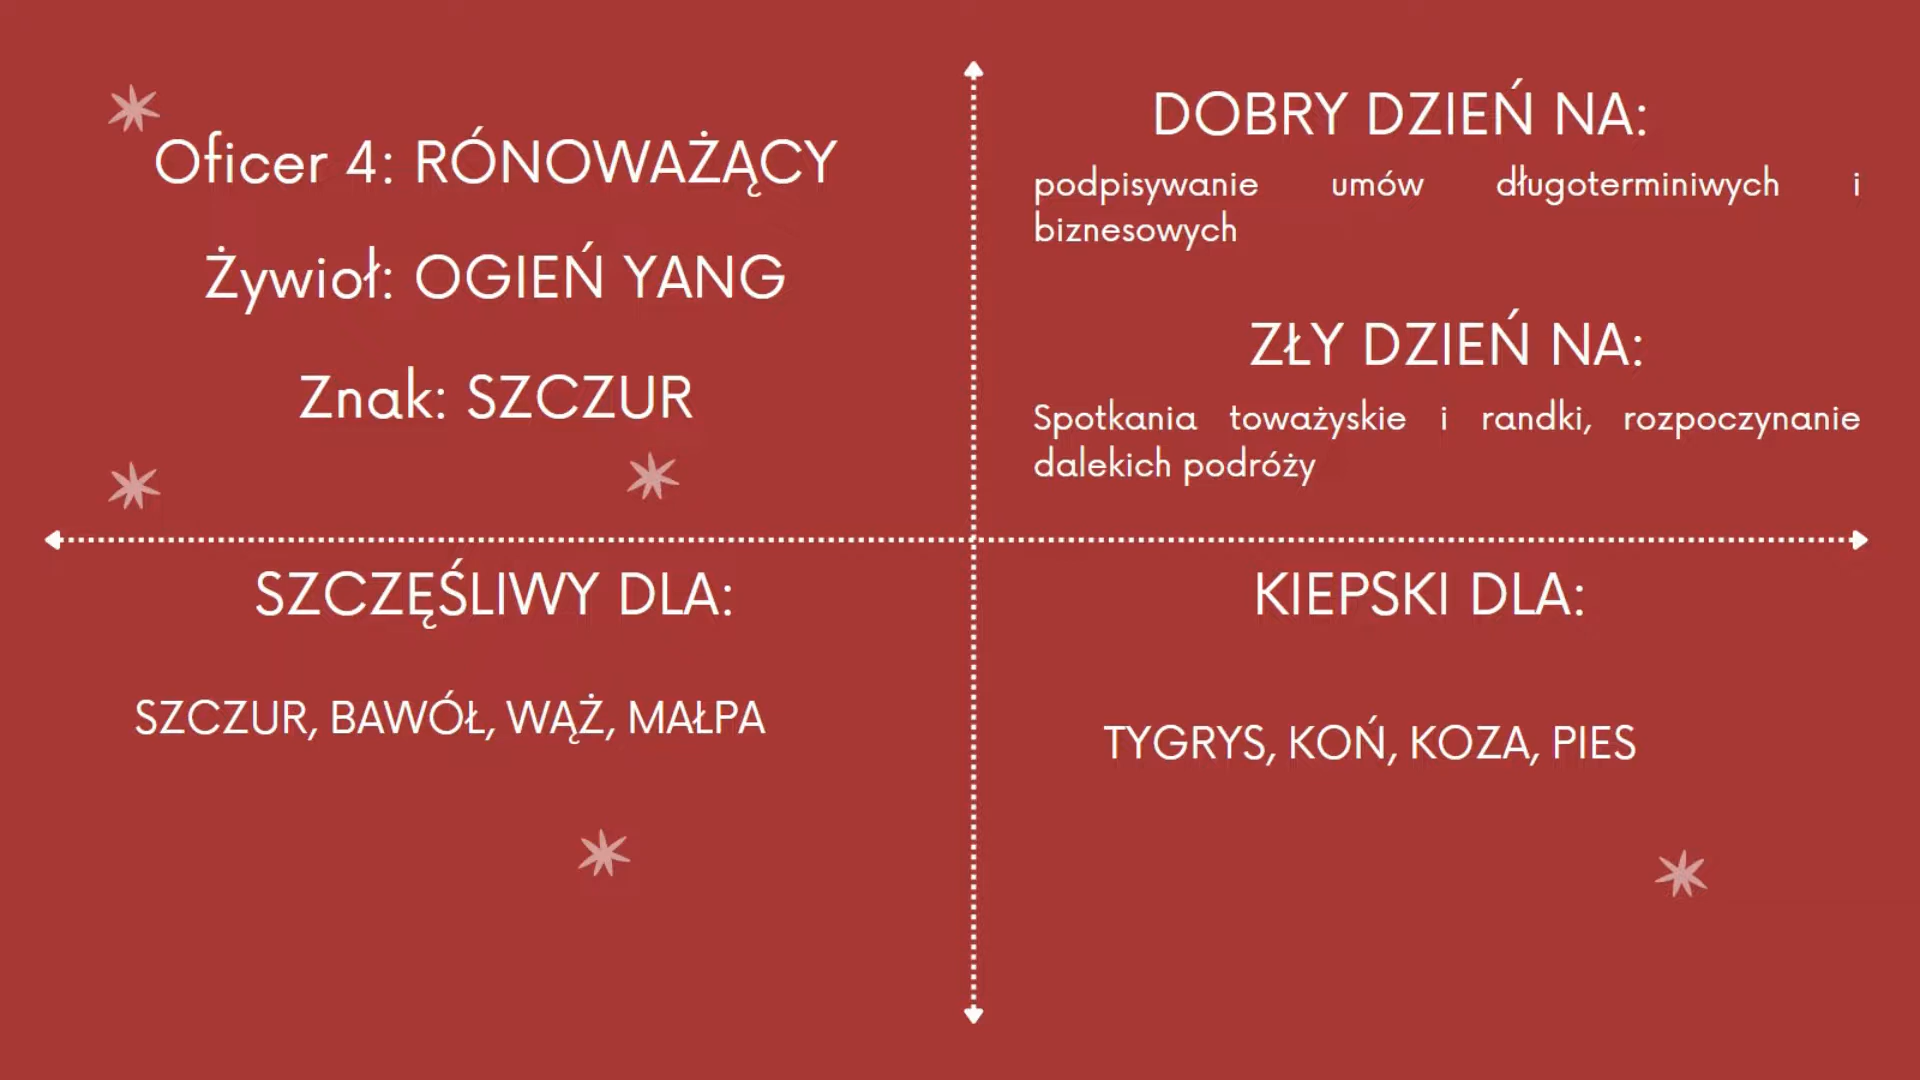 Oficer 4: RÓNOWAŻĄCY
Żywioł: OGIEŃ YANG
Znak: SZCZUR
DOBRY DZIEŃ NA:
podpisywanie umów długoterminiwych i
biznesowych
ZŁY DZIEŃ NA:
Spotkania toważyskie i randki, rozpoczynanie
dalekich podróży
SZCZĘŚLIWY DLA:
SZCZUR, BAWÓŁ, WĄŻ, MAŁPA
KIEPSKI DLA:
TYGRYS, KOŃ, KOZA, PIES